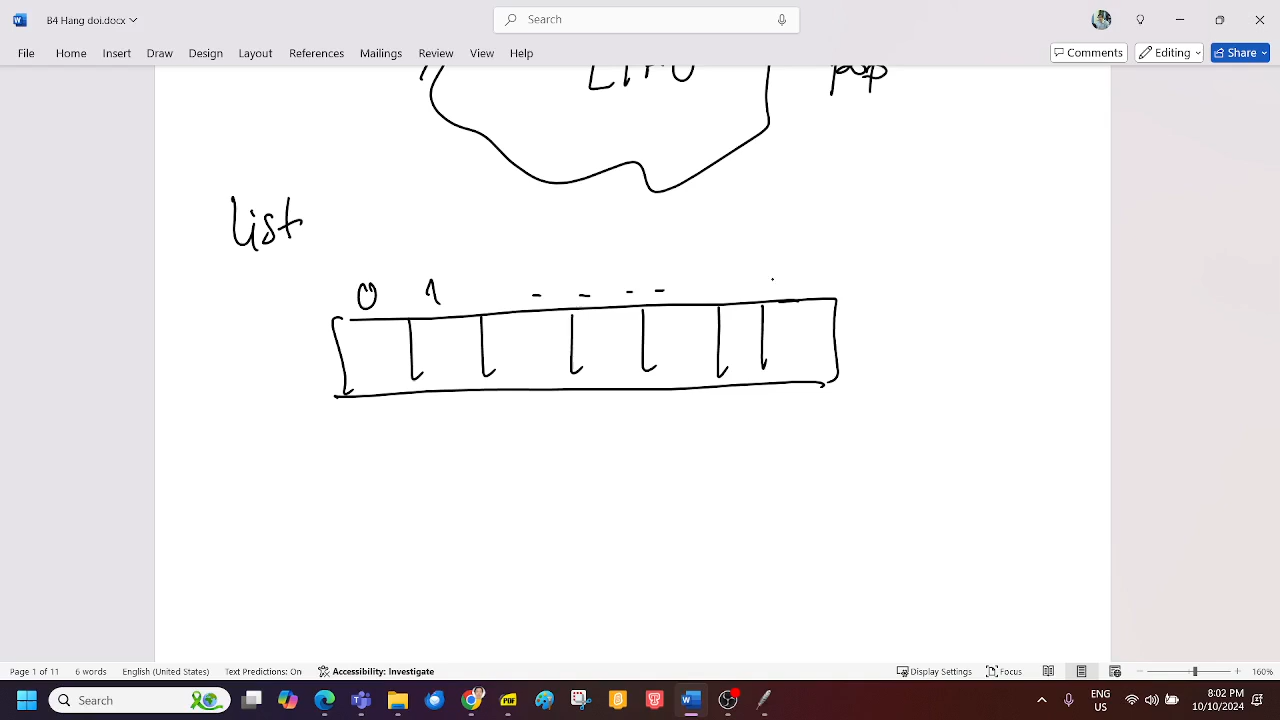 B4 Hang doi.docx
Search
File Home Insert Draw Design Layout References Mailings Review View Help
Comments Editing Share
LIFO pop
list
0 1 - - - -
Page 1 of 11 6 words English (United States) Text Predictions: On Accessibility: Investigate Display Settings Focus 160%
Search PDF ENG US 8:02 PM 10/10/2024